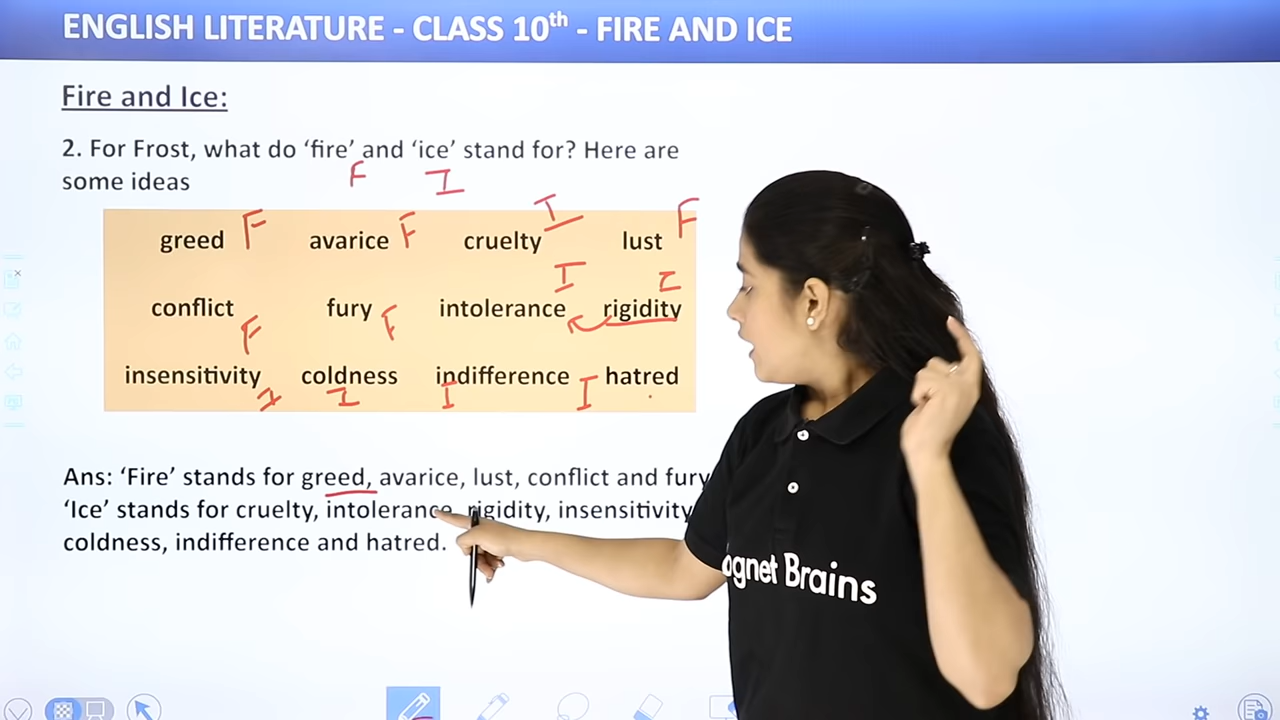 ENGLISH LITERATURE - CLASS 10th - FIRE AND ICE
Fire and Ice:
2. For Frost, what do ‘fire’ and ‘ice’ stand for? Here are
some ideas
F I
greed F avarice F cruelty I lust F
conflict F fury F intolerance I rigidity I
insensitivity I coldness I indifference I hatred I
Ans: ‘Fire’ stands for greed, avarice, lust, conflict and fury
‘Ice’ stands for cruelty, intolerance, rigidity, insensitivity
coldness, indifference and hatred.
ognet Brains